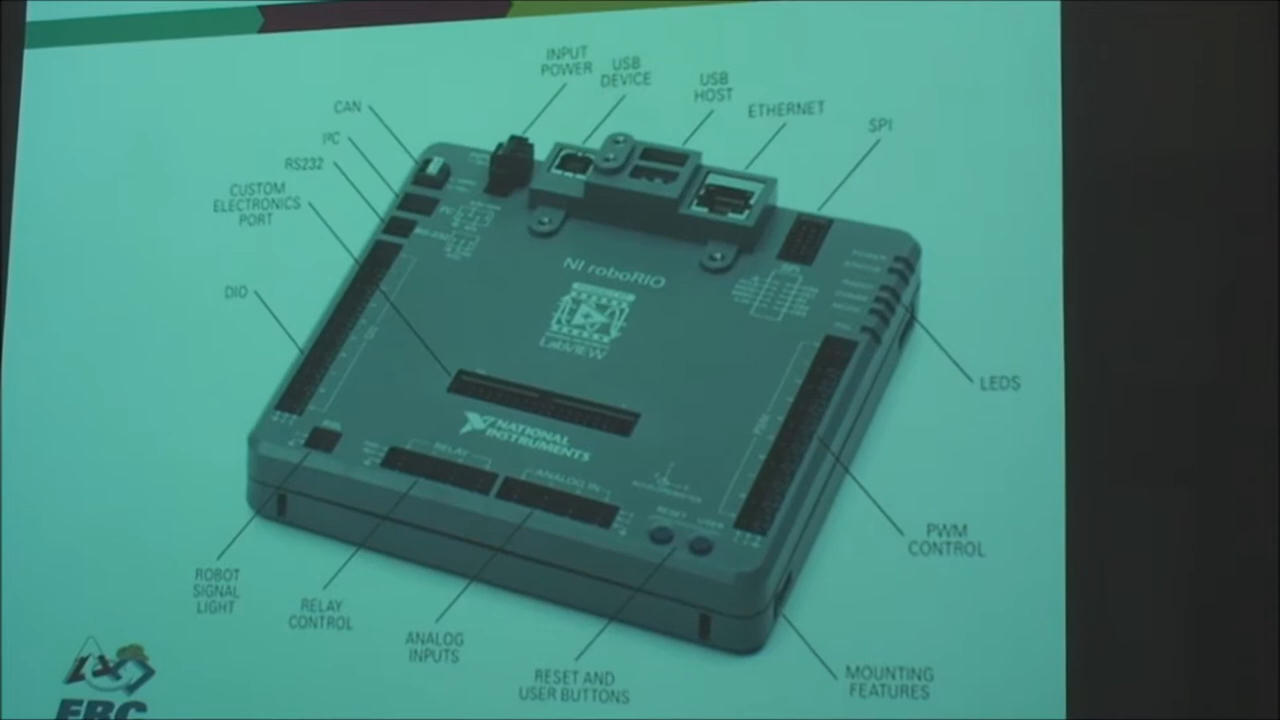 INPUT
POWER
USB
DEVICE
USB
HOST
ETHERNET
SPI
CAN
I²C
RS232
CUSTOM
ELECTRONICS
PORT
DIO
NI roboRIO
LabVIEW
LEDS
NATIONAL
INSTRUMENTS
RELAY
ANALOG IN
PWM
ACCELEROMETER
RESET USER
PWM
CONTROL
ROBOT
SIGNAL
LIGHT
RELAY
CONTROL
ANALOG
INPUTS
RESET AND
USER BUTTONS
MOUNTING
FEATURES
FRC